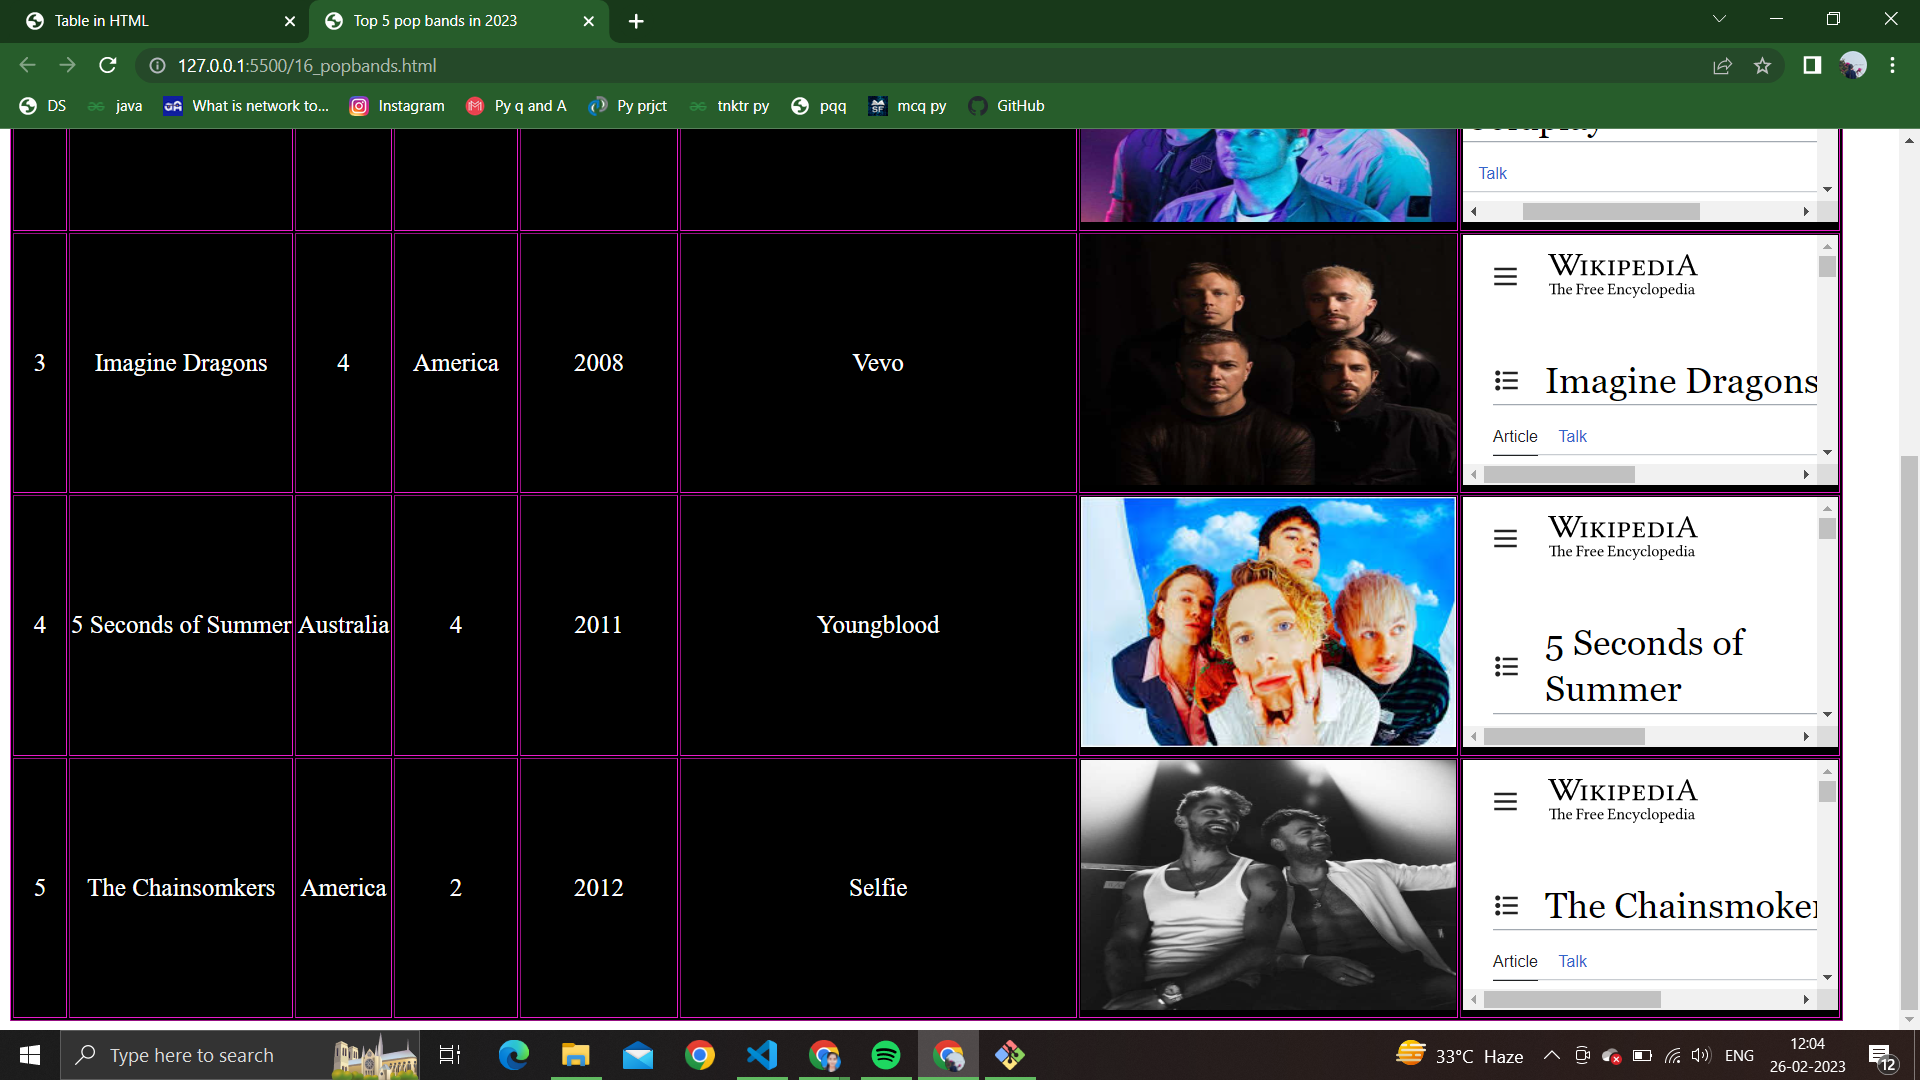 Table in HTML
Top 5 pop bands in 2023
127.0.0.1:5500/16_popbands.html
DS
java
What is network to...
Instagram
Py q and A
Py prjct
tnktr py
pqq
mcq py
GitHub
Talk
3 Imagine Dragons 4 America 2008 Vevo
WIKIPEDIA
The Free Encyclopedia
Imagine Dragons
Article Talk
4 5 Seconds of Summer Australia 4 2011 Youngblood
WIKIPEDIA
The Free Encyclopedia
5 Seconds of
Summer
5 The Chainsomkers America 2 2012 Selfie
WIKIPEDIA
The Free Encyclopedia
The Chainsmoker
Article Talk
Type here to search
33°C Haze
ENG
12:04
26-02-2023
12